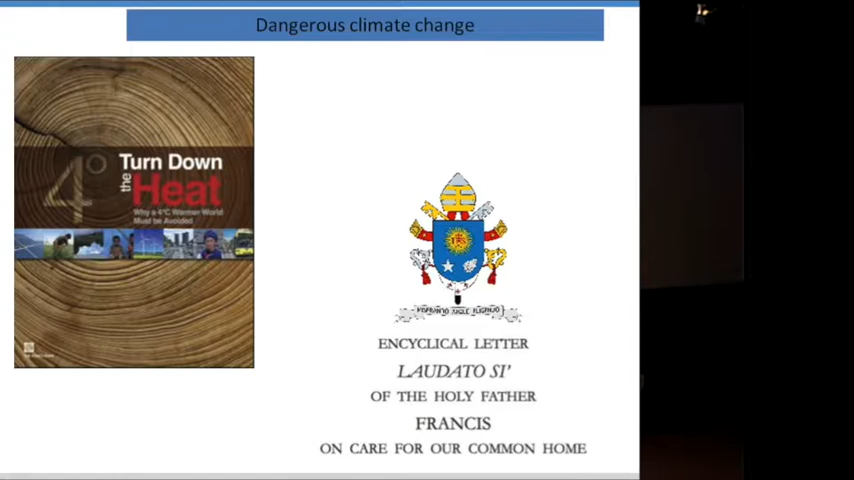 Dangerous climate change
4°
Turn Down
the
Heat
Why a 4°C Warmer World
Must be Avoided
ENCYCLICAL LETTER
LAUDATO SI'
OF THE HOLY FATHER
FRANCIS
ON CARE FOR OUR COMMON HOME